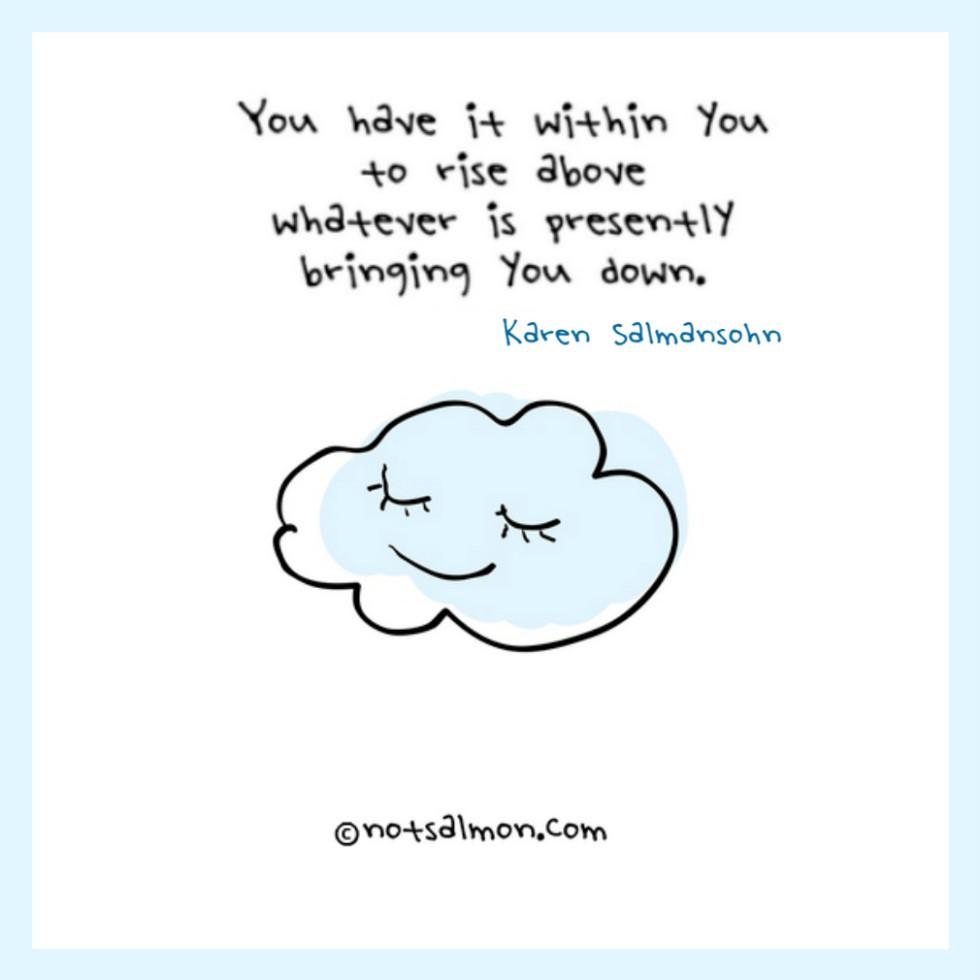 You have it within You
to rise above
whatever is presently
bringing You down.
Karen Salmansohn
©notsalmon.com